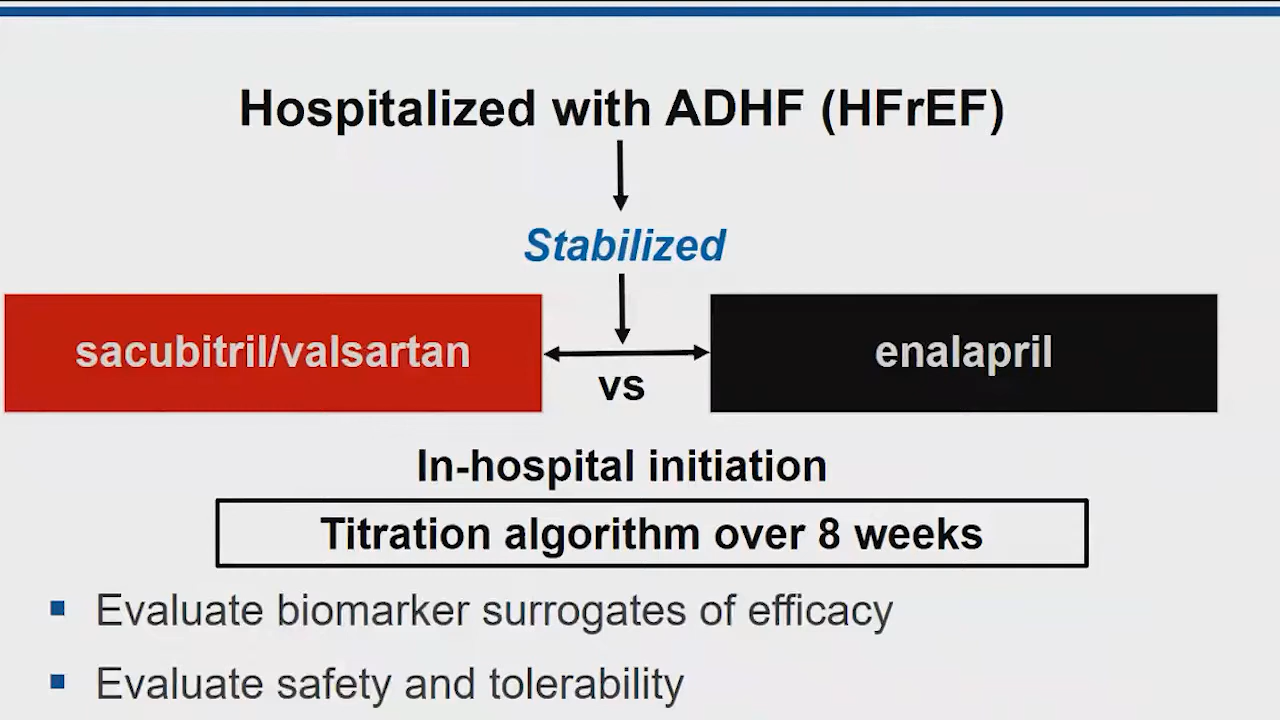 Hospitalized with ADHF (HFrEF)
Stabilized
sacubitril/valsartan
vs
enalapril
In-hospital initiation
Titration algorithm over 8 weeks
Evaluate biomarker surrogates of efficacy
Evaluate safety and tolerability